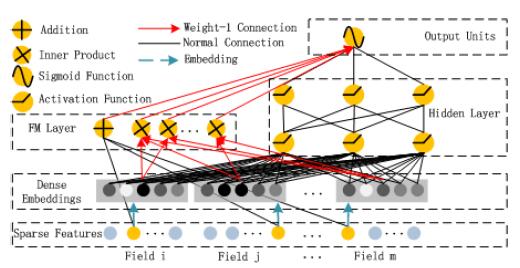 Addition
Weight-1 Connection
Output Units
Inner Product
Normal Connection
Sigmoid Function
Embedding
Activation Function
Hidden Layer
FM Layer
...
Dense
Embeddings
...
Sparse Features
... ... ... ...
Field i Field j ... Field m